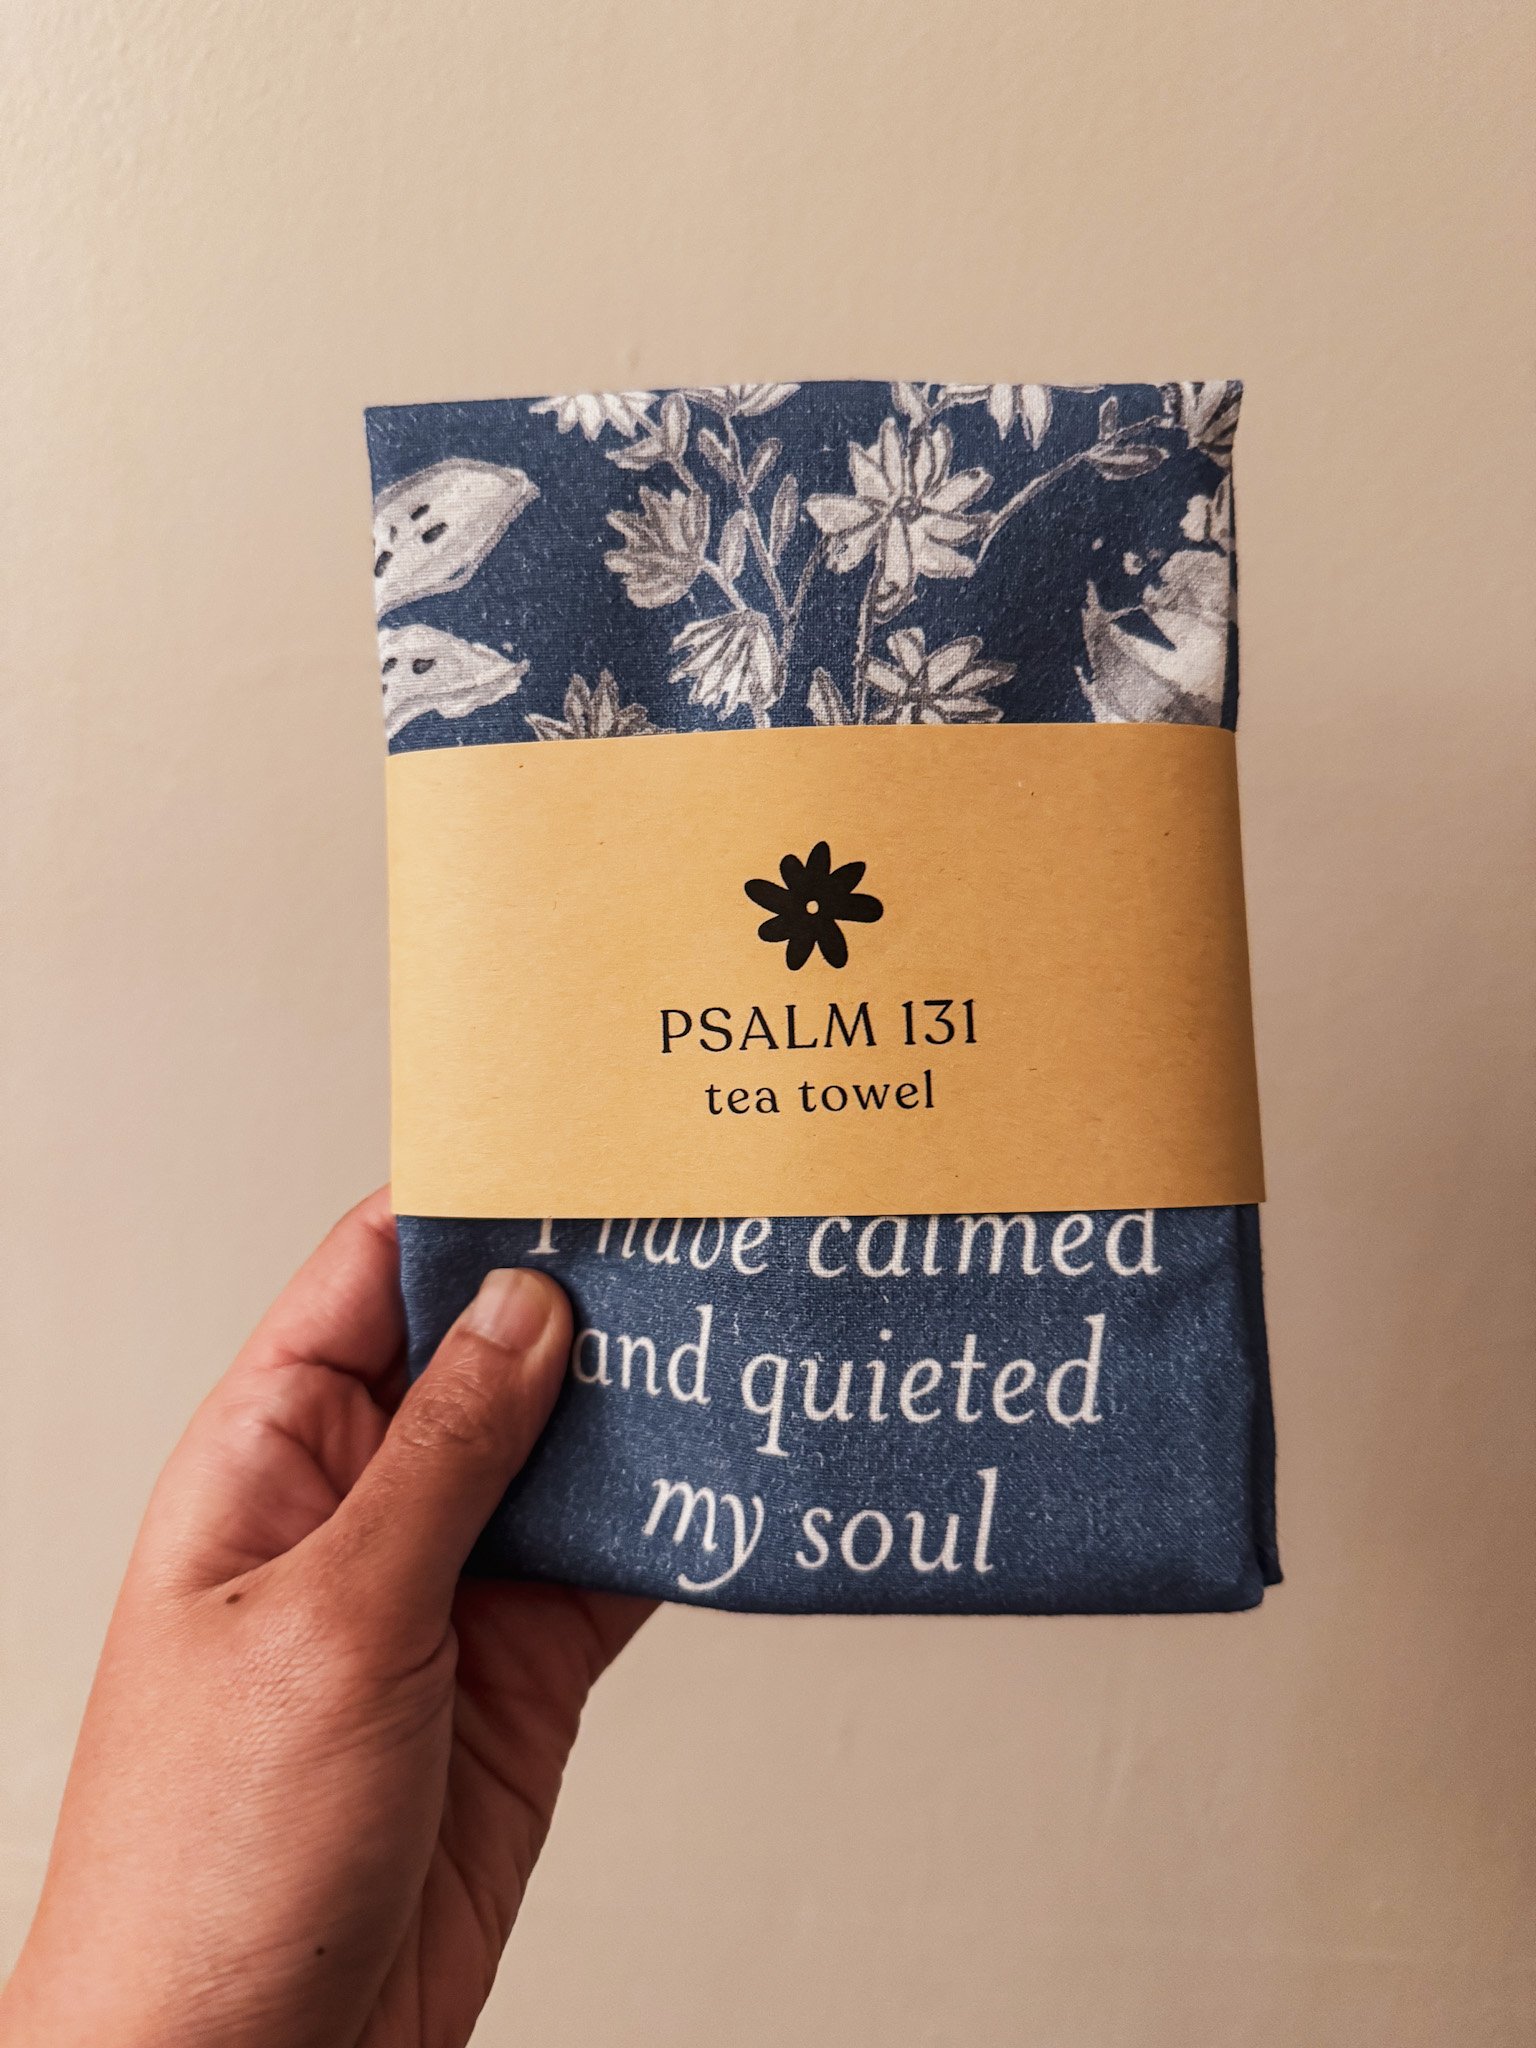 PSALM 131
tea towel
I have calmed
and quieted
my soul